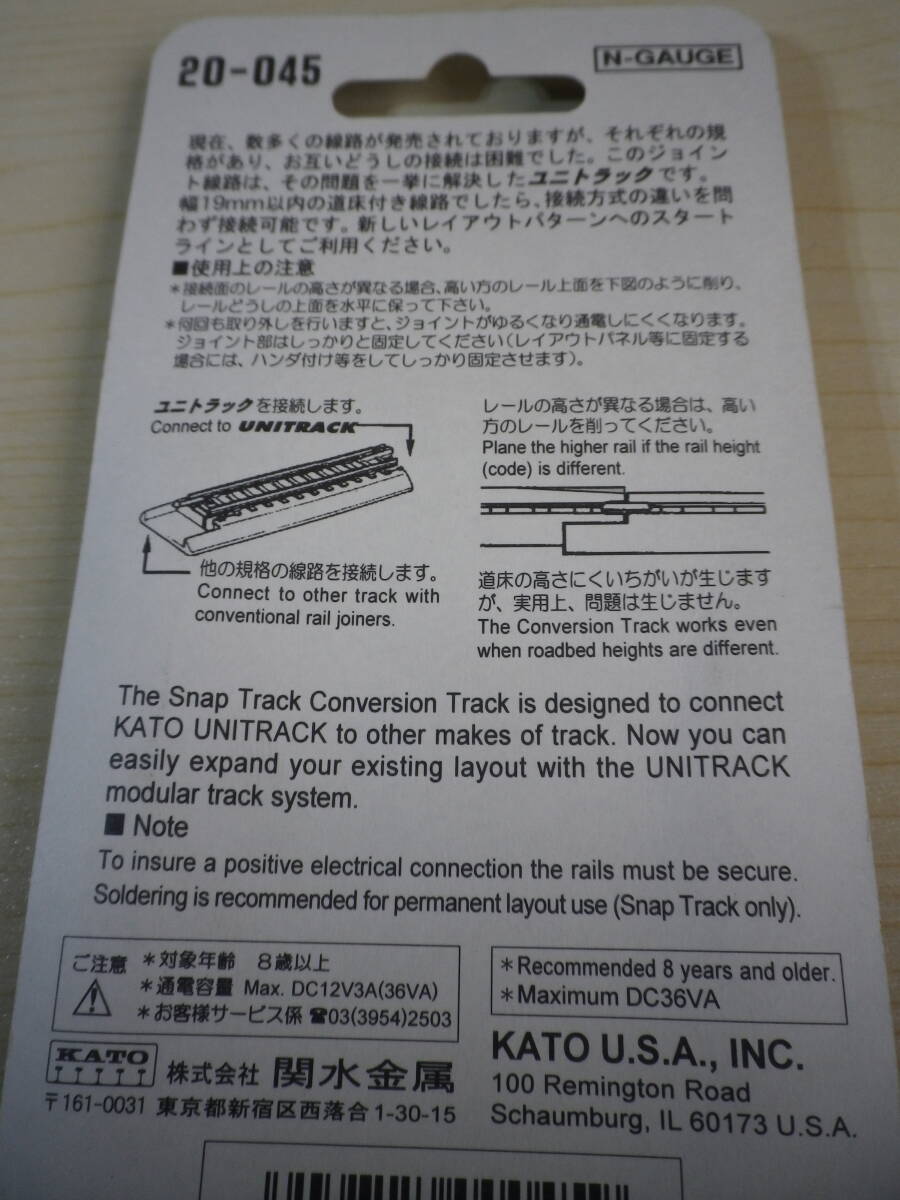 20-045
N-GAUGE
現在、数多くの線路が発売されておりますが、それぞれの規
格があり、お互いどうしの接続は困難でした。このジョイン
ト線路は、その問題を一挙に解決したユニトラックです。
幅19mm以内の道床付き線路でしたら、接続方式の違いを問
わず接続可能です。新しいレイアウトパターンへのスタート
ラインとしてご利用ください。
■使用上の注意
*接続面のレールの高さが異なる場合、高い方のレール上面を下図のように削り、
レールどうしの上面を水平に保って下さい。
*何回も取り外しを行いますと、ジョイントがゆるくなり通電しにくくなります。
ジョイント部はしっかりと固定してください(レイアウトパネル等に固定する
場合には、ハンダ付け等をしてしっかり固定させます)。
ユニトラックを接続します。
Connect to UNITRACK
他の規格の線路を接続します。
Connect to other track with
conventional rail joiners.
レールの高さが異なる場合は、高い
方のレールを削ってください。
Plane the higher rail if the rail height
(code) is different.
道床の高さにくいちがいが生じます
が、実用上、問題は生じません。
The Conversion Track works even
when roadbed heights are different.
The Snap Track Conversion Track is designed to connect
KATO UNITRACK to other makes of track. Now you can
easily expand your existing layout with the UNITRACK
modular track system.
■ Note
To insure a positive electrical connection the rails must be secure.
Soldering is recommended for permanent layout use (Snap Track only).
ご注意
*対象年齢 8歳以上
*通電容量 Max. DC12V3A(36VA)
*お客様サービス係 ☎03(3954)2503
*Recommended 8 years and older.
*Maximum DC36VA
KATO 株式会社 関水金属
〒161-0031 東京都新宿区西落合1-30-15
KATO U.S.A., INC.
100 Remington Road
Schaumburg, IL 60173 U.S.A.